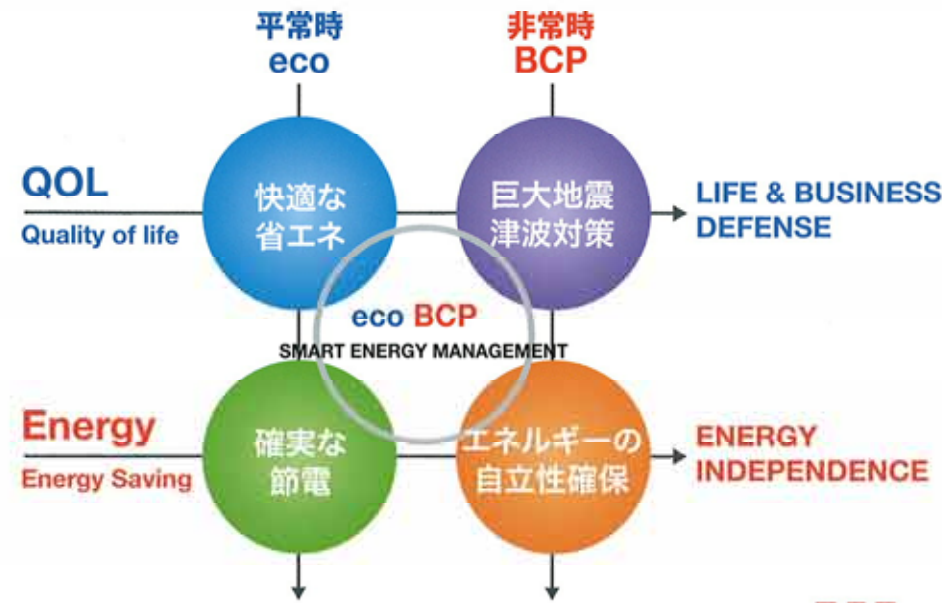 平常時
eco
非常時
BCP
QOL
Quality of life
快適な
省エネ
巨大地震
津波対策
LIFE & BUSINESS
DEFENSE
eco BCP
SMART ENERGY MANAGEMENT
Energy
Energy Saving
確実な
節電
エネルギーの
自立性確保
ENERGY
INDEPENDENCE